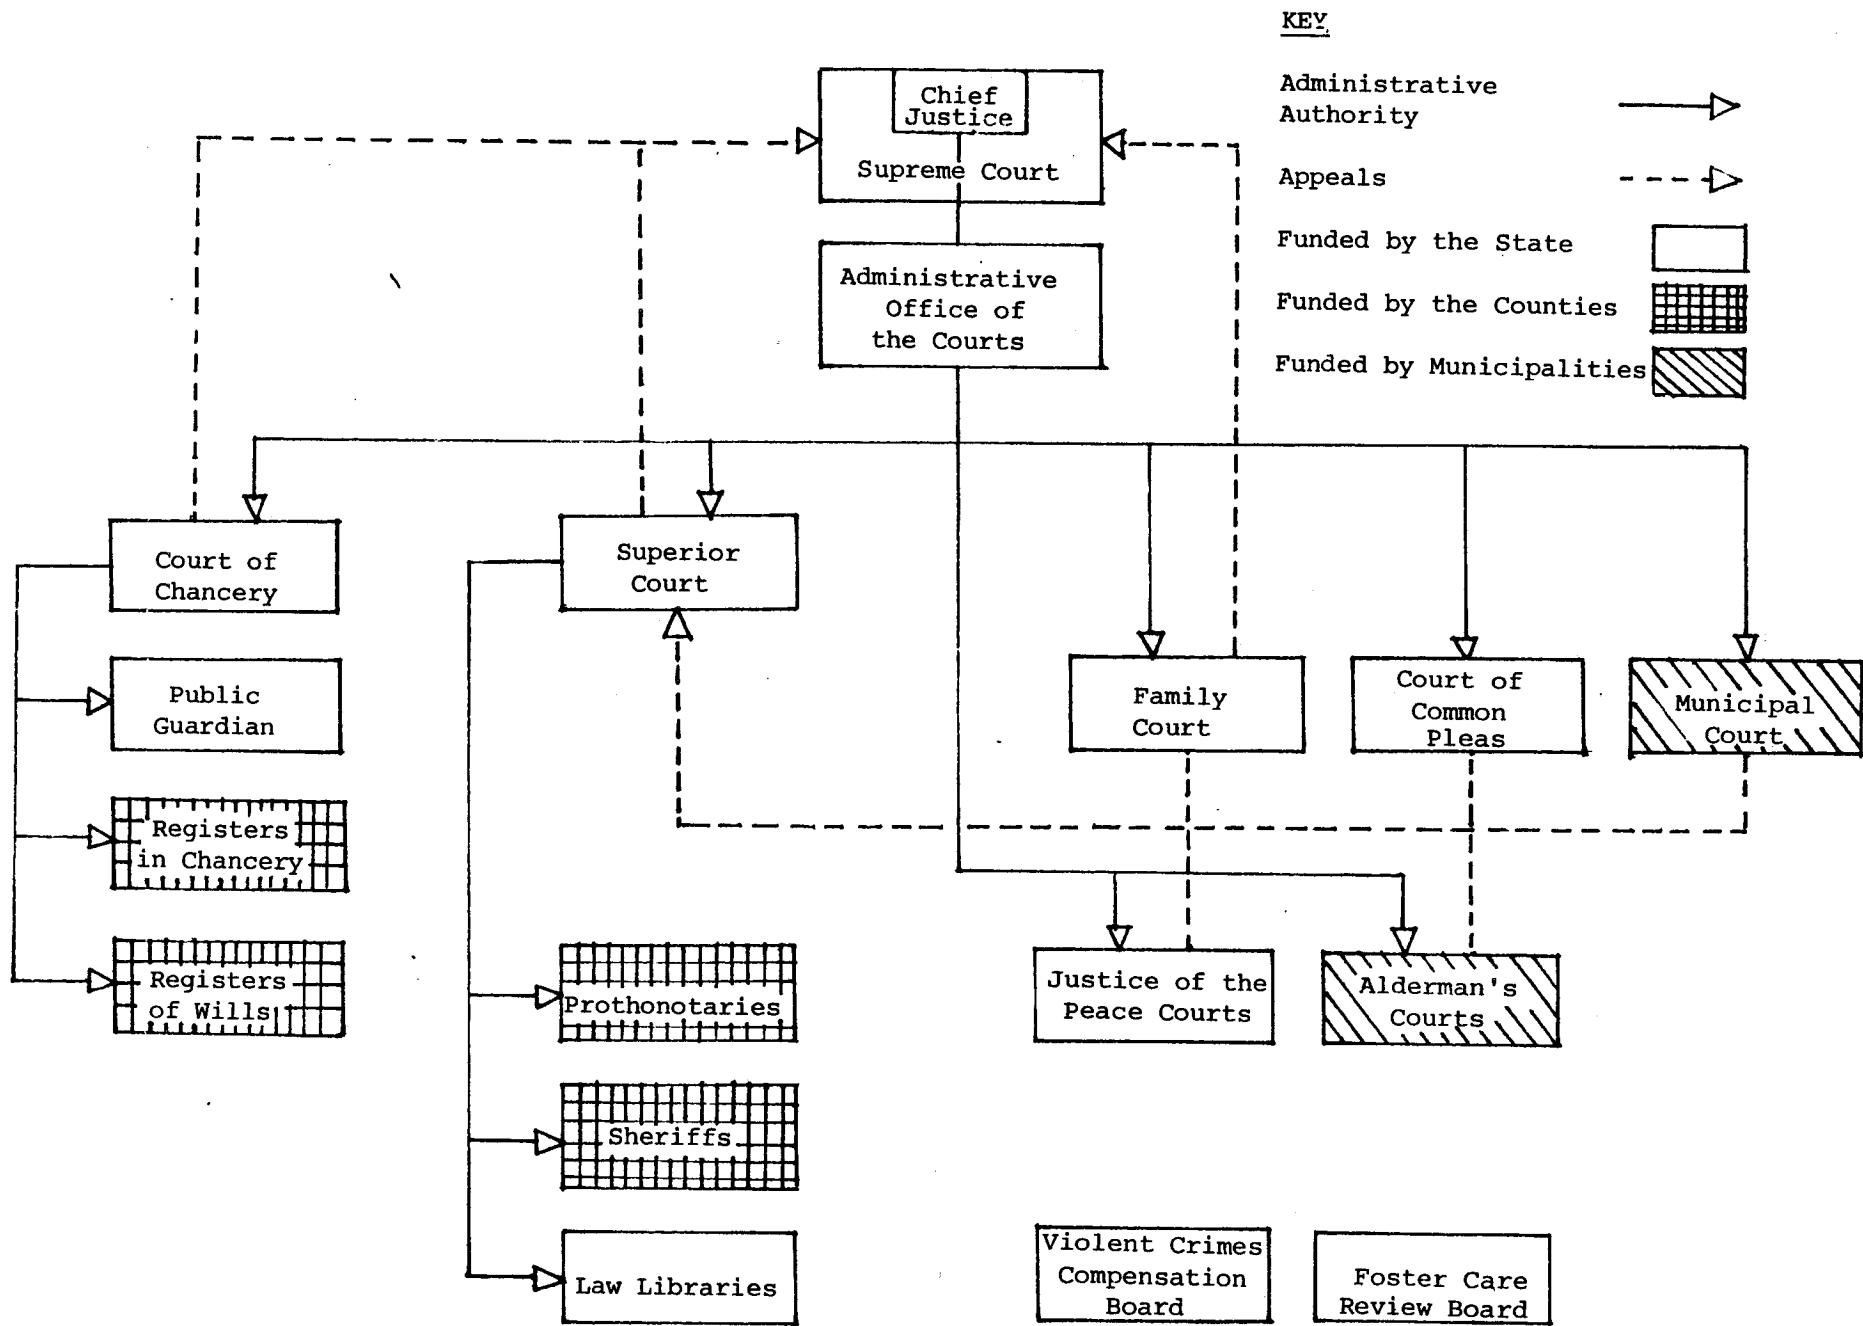 KEY
Administrative
Authority
Appeals
Funded by the State
Funded by the Counties
Funded by Municipalities
Chief
Justice
Supreme Court
Administrative
Office of
the Courts
Court of
Chancery
Superior
Court
Public
Guardian
Family
Court
Court of
Common
Pleas
Municipal
Court
Registers
in Chancery
Registers
of Wills
Prothonotaries
Justice of the
Peace Courts
Alderman's
Courts
Sheriffs
Law Libraries
Violent Crimes
Compensation
Board
Foster Care
Review Board